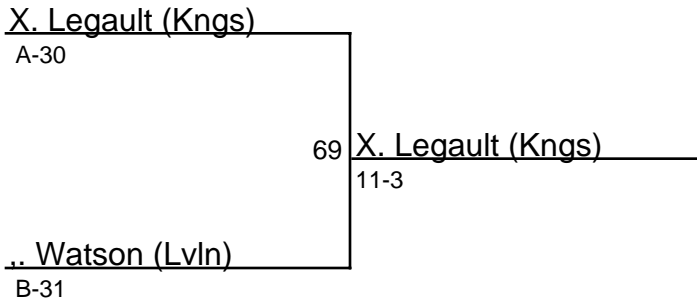 X. Legault (Kngs)
A-30
69 X. Legault (Kngs)
11-3
,. Watson (Lvln)
B-31